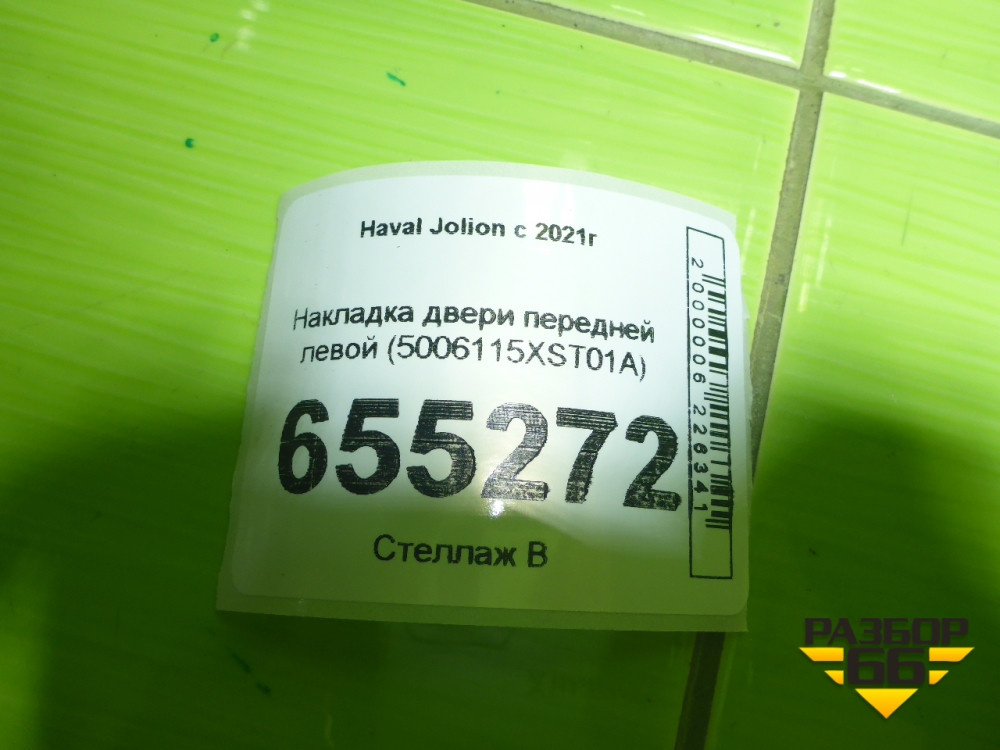 Haval Jolion с 2021г
Накладка двери передней
левой (5006115XST01A)
655272
Стеллаж В
2000006226341
РАЗБОР
66